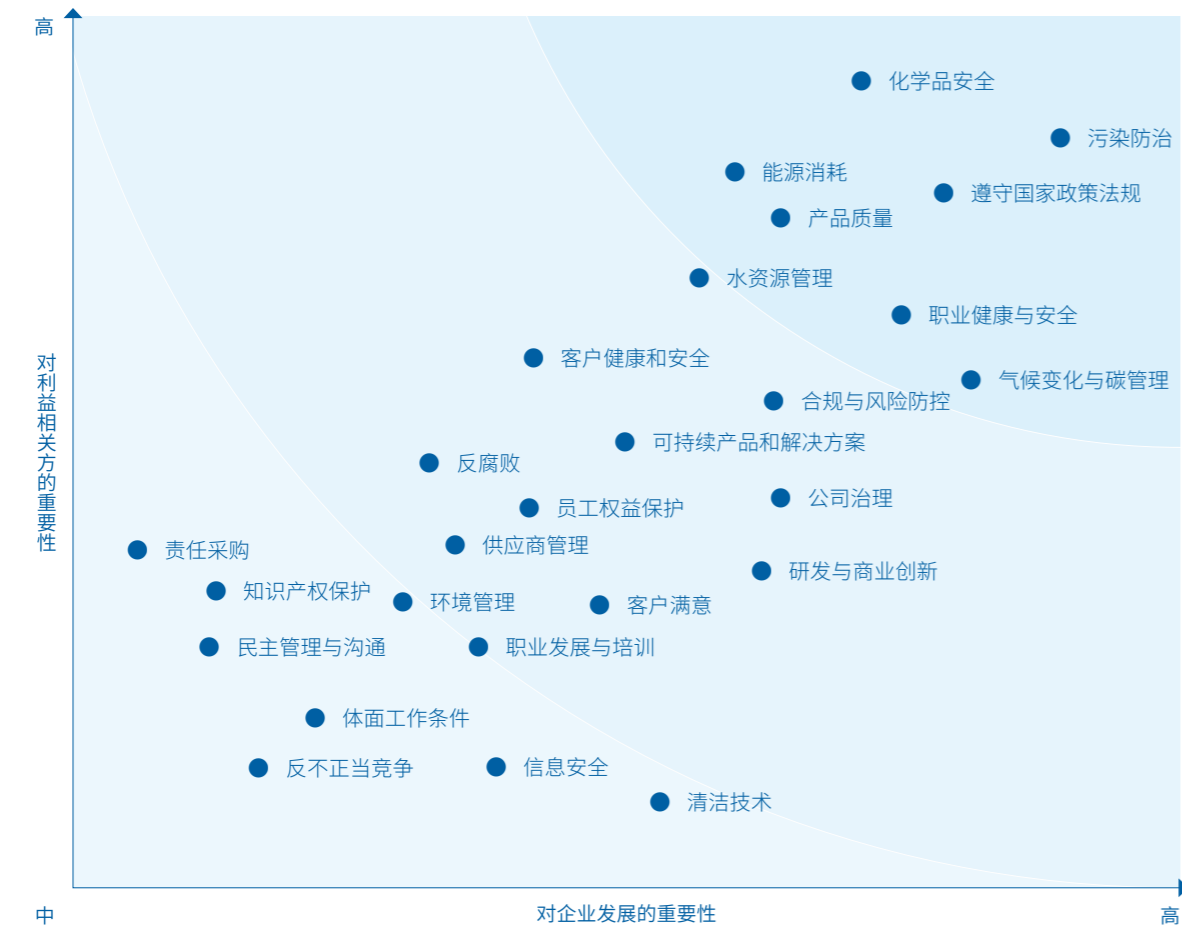 高
化学品安全
污染防治
能源消耗
遵守国家政策法规
产品质量
水资源管理
职业健康与安全
客户健康和安全
气候变化与碳管理
合规与风险防控
可持续产品和解决方案
对利益相关方的重要性
反腐败
公司治理
员工权益保护
供应商管理
责任采购
研发与商业创新
知识产权保护
环境管理
客户满意
民主管理与沟通
职业发展与培训
体面工作条件
反不正当竞争
信息安全
清洁技术
中
对企业发展的重要性
高